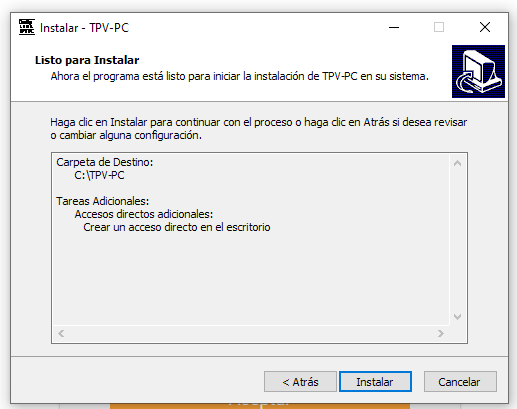 Instalar - TPV-PC
Listo para Instalar
Ahora el programa está listo para iniciar la instalación de TPV-PC en su sistema.
Haga clic en Instalar para continuar con el proceso o haga clic en Atrás si desea revisar
o cambiar alguna configuración.
Carpeta de Destino:
C:\TPV-PC
Tareas Adicionales:
Accesos directos adicionales:
Crear un acceso directo en el escritorio
< Atrás
Instalar
Cancelar